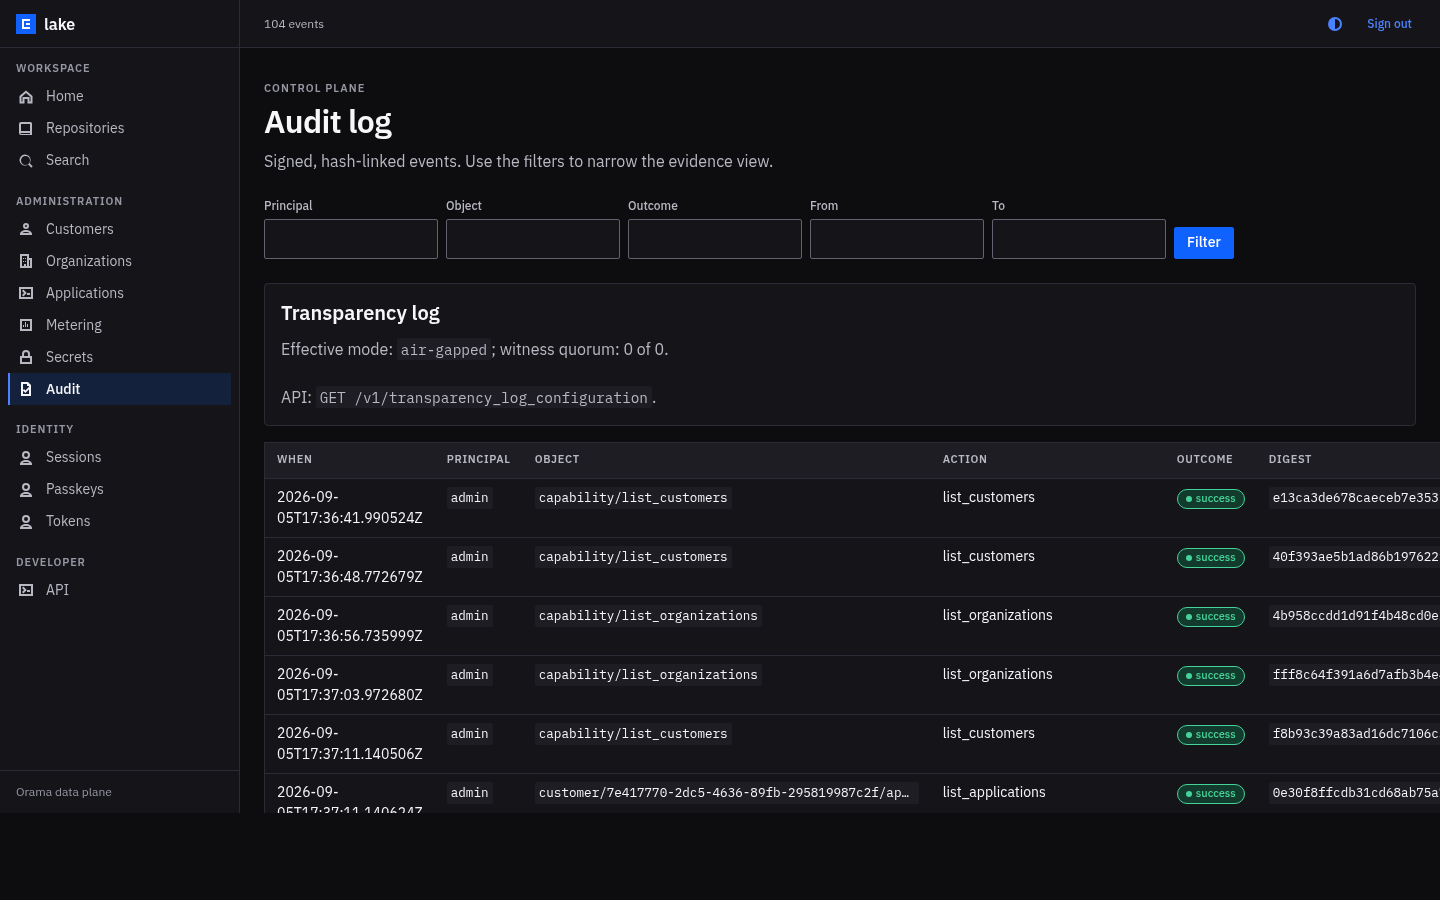 lake
104 events
Sign out
WORKSPACE
Home
Repositories
Search
ADMINISTRATION
Customers
Organizations
Applications
Metering
Secrets
Audit
IDENTITY
Sessions
Passkeys
Tokens
DEVELOPER
API
Orama data plane
CONTROL PLANE
Audit log
Signed, hash-linked events. Use the filters to narrow the evidence view.
Principal Object Outcome From To
Filter
Transparency log
Effective mode: air-gapped; witness quorum: 0 of 0.
API: GET /v1/transparency_log_configuration.
WHEN PRINCIPAL OBJECT ACTION OUTCOME DIGEST
2026-09-
05T17:36:41.990524Z admin capability/list_customers list_customers success e13ca3de678caeceb7e353
2026-09-
05T17:36:48.772679Z admin capability/list_customers list_customers success 40f393ae5b1ad86b197622
2026-09-
05T17:36:56.735999Z admin capability/list_organizations list_organizations success 4b958ccdd1d91f4b48cd0e
2026-09-
05T17:37:03.972680Z admin capability/list_organizations list_organizations success fff8c64f391a6d7afb3b4e
2026-09-
05T17:37:11.140506Z admin capability/list_customers list_customers success f8b93c39a83ad16dc7106c
2026-09-
05T17:37:11.140624Z admin customer/7e417770-2dc5-4636-89fb-295819987c2f/ap… list_applications success 0e30f8ffcdb31cd68ab75a